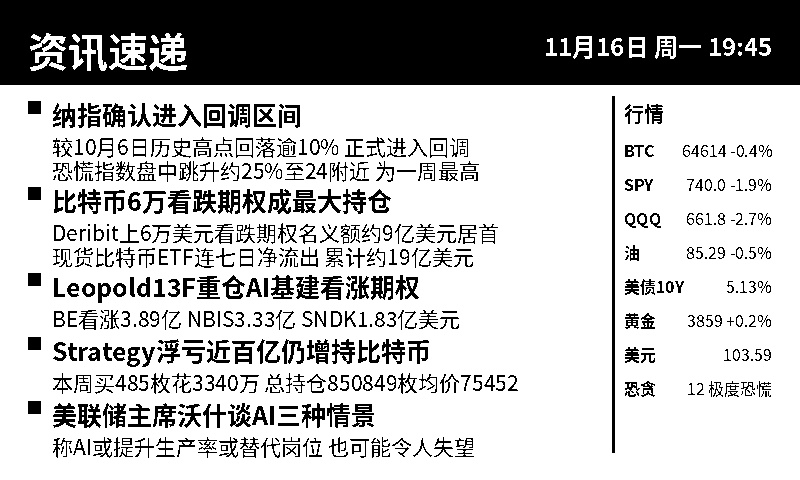 资讯速递
11月16日 周一 19:45
纳指确认进入回调区间
较10月6日历史高点回落逾10% 正式进入回调
恐慌指数盘中跳升约25%至24附近 为一周最高
比特币6万看跌期权成最大持仓
Deribit上6万美元看跌期权名义额约9亿美元居首
现货比特币ETF连七日净流出 累计约19亿美元
Leopold13F重仓AI基建看涨期权
BE看涨3.89亿 NBIS3.33亿 SNDK1.83亿美元
Strategy浮亏近百亿仍增持比特币
本周买485枚花3340万 总持仓850849枚均价75452
美联储主席沃什谈AI三种情景
称AI或提升生产率或替代岗位 也可能令人失望
行情
BTC 64614 -0.4%
SPY 740.0 -1.9%
QQQ 661.8 -2.7%
油 85.29 -0.5%
美债10Y 5.13%
黄金 3859 +0.2%
美元 103.59
恐贪 12 极度恐慌